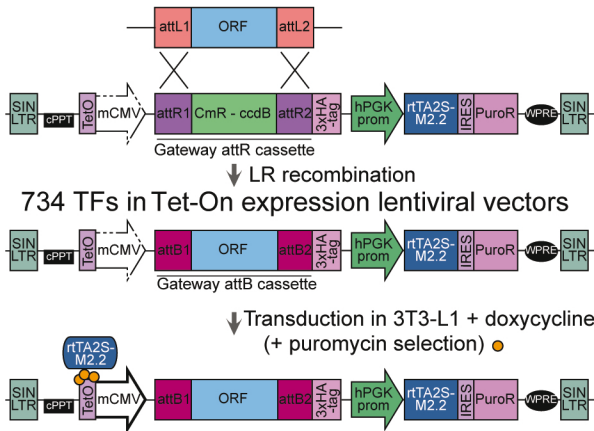 attL1 ORF attL2
SIN LTR cPPT TetO mCMV attR1 CmR - ccdB attR2 3xHA -tag hPGK prom rtTA2S- M2.2 IRES PuroR WPRE SIN LTR
Gateway attR cassette
LR recombination
734 TFs in Tet-On expression lentiviral vectors
SIN LTR cPPT TetO mCMV attB1 ORF attB2 3xHA -tag hPGK prom rtTA2S- M2.2 IRES PuroR WPRE SIN LTR
Gateway attB cassette
Transduction in 3T3-L1 + doxycycline
(+ puromycin selection)
rtTA2S- M2.2
SIN LTR cPPT TetO mCMV attB1 ORF attB2 3xHA -tag hPGK prom rtTA2S- M2.2 IRES PuroR WPRE SIN LTR